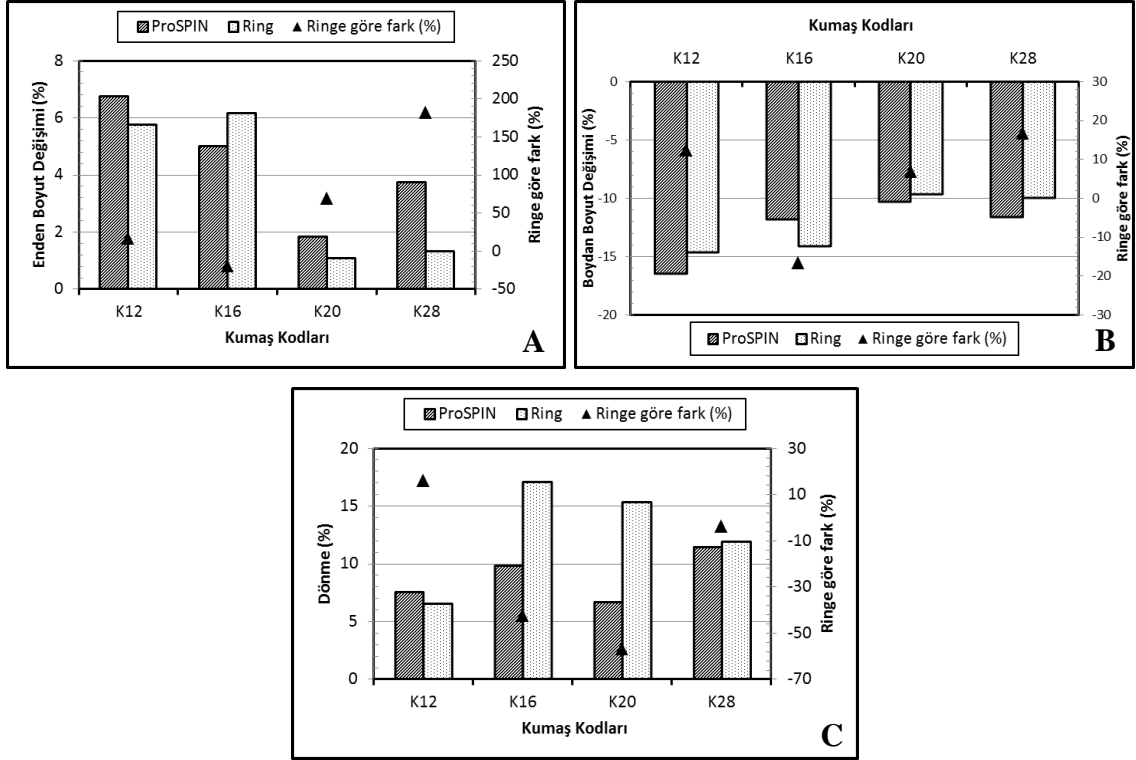 ProSPIN Ring Ringe göre fark (%)
8 250
200
6 150
4 100
50
2 0
0 -50
Enden Boyut Değişimi (%)
Ringe göre fark (%)
K12 K16 K20 K28
Kumaş Kodları
A
Kumaş Kodları
K12 K16 K20 K28
0 30
20
-5
10
-10 0
-10
-15
-20
-20 -30
Boydan Boyut Değişimi (%)
Ringe göre fark (%)
ProSPIN Ring Ringe göre fark (%)
B
ProSPIN Ring Ringe göre fark (%)
20 30
15 10
-10
10
-30
5
-50
0 -70
Dönme (%)
Ringe göre fark (%)
K12 K16 K20 K28
Kumaş Kodları
C